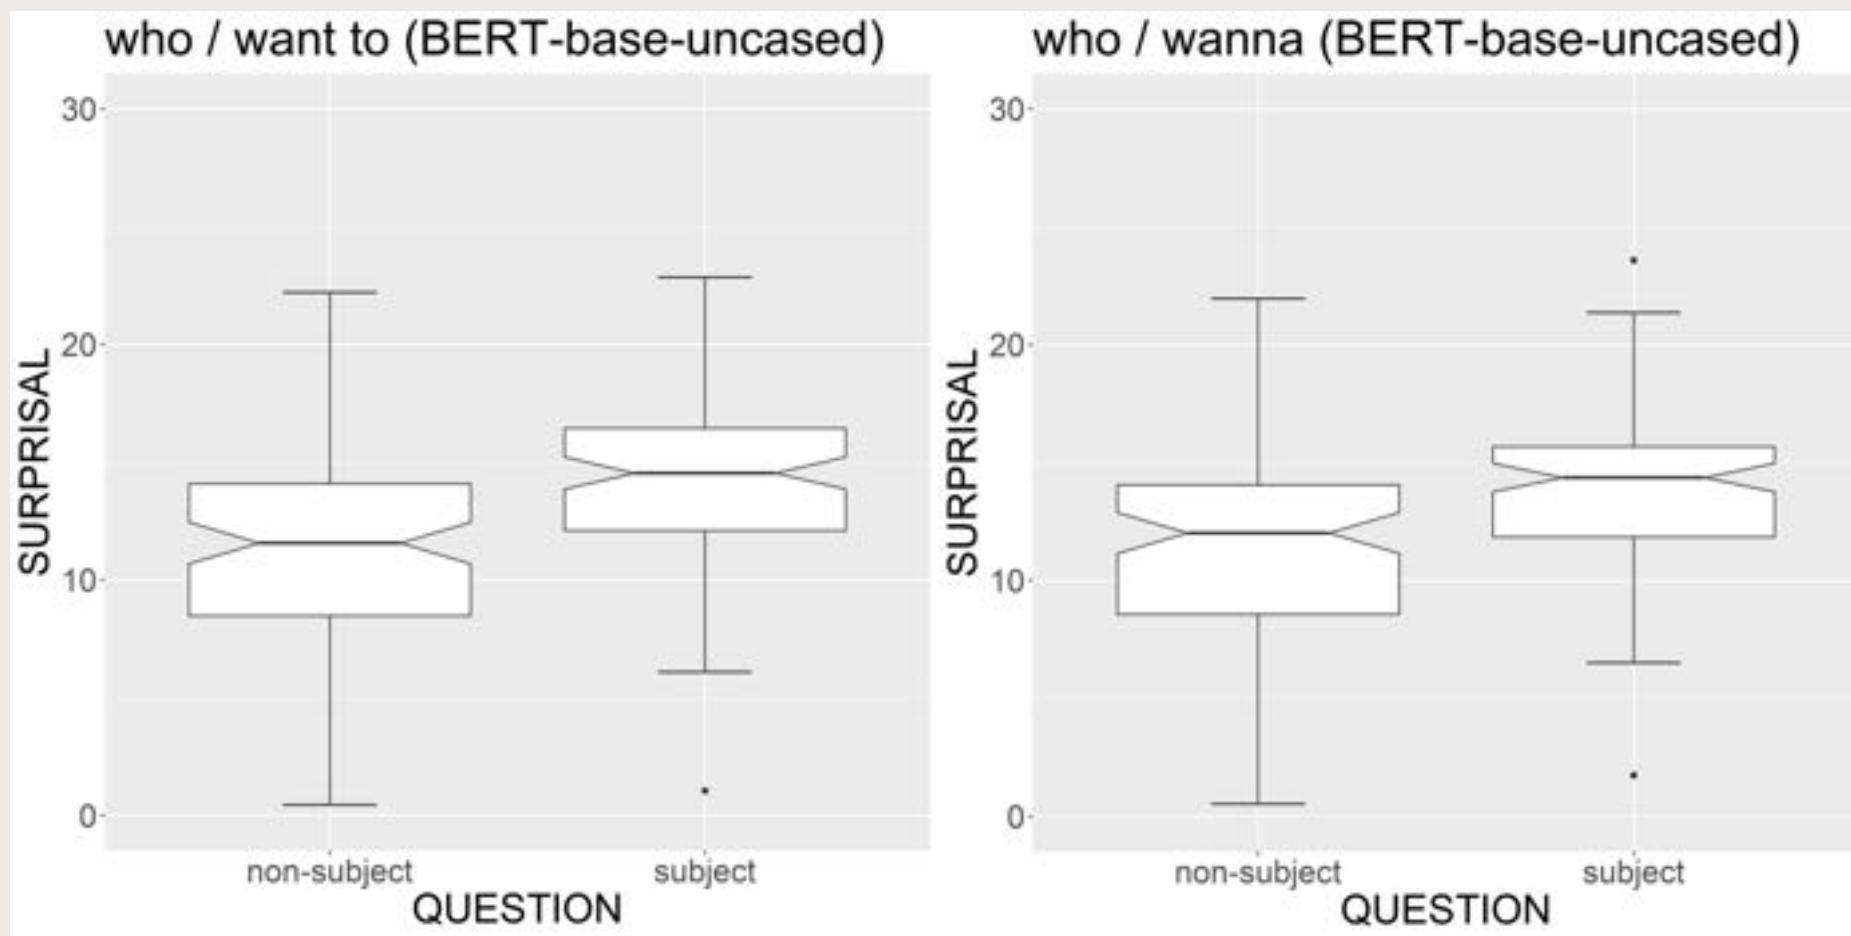 who / want to (BERT-base-uncased)
30
20
10
0
SURPRISAL
non-subject
subject
QUESTION
who / wanna (BERT-base-uncased)
30
20
10
0
SURPRISAL
non-subject
subject
QUESTION